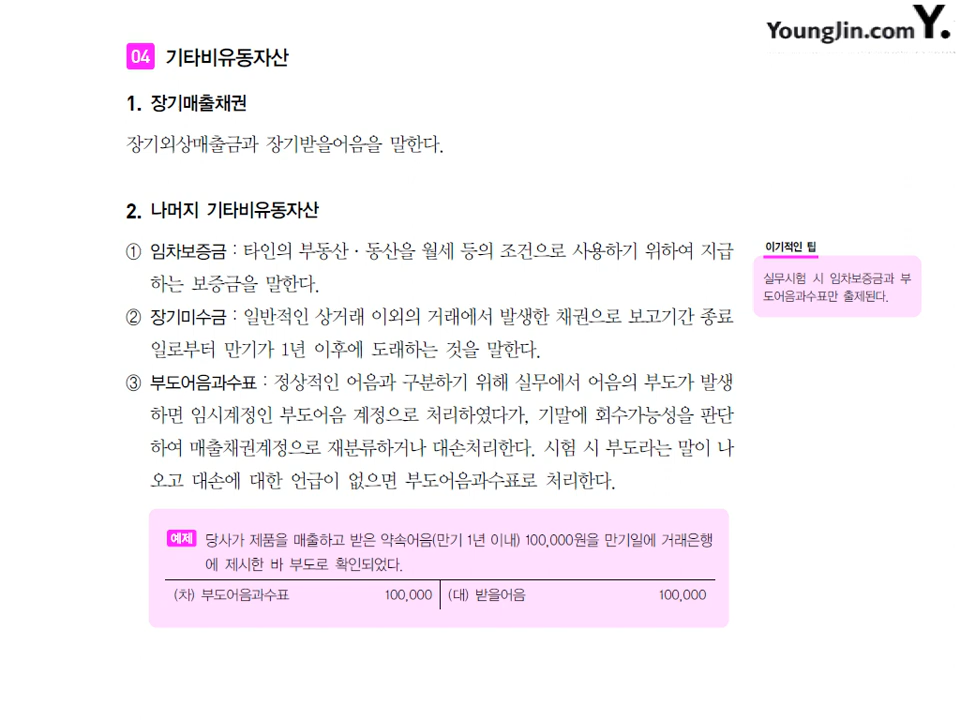 YoungJin.com Y.
04 기타비유동자산
1. 장기매출채권
장기외상매출금과 장기받을어음을 말한다.
2. 나머지 기타비유동자산
① 임차보증금 : 타인의 부동산 · 동산을 월세 등의 조건으로 사용하기 위하여 지급
하는 보증금을 말한다.
② 장기미수금 : 일반적인 상거래 이외의 거래에서 발생한 채권으로 보고기간 종료
일로부터 만기가 1년 이후에 도래하는 것을 말한다.
③ 부도어음과수표 : 정상적인 어음과 구분하기 위해 실무에서 어음의 부도가 발생
하면 임시계정인 부도어음 계정으로 처리하였다가, 기말에 회수가능성을 판단
하여 매출채권계정으로 재분류하거나 대손처리한다. 시험 시 부도라는 말이 나
오고 대손에 대한 언급이 없으면 부도어음과수표로 처리한다.
이기적인 팁
실무시험 시 임차보증금과 부
도어음과수표만 출제된다.
예제 당사가 제품을 매출하고 받은 약속어음(만기 1년 이내) 100,000원을 만기일에 거래은행
에 제시한 바 부도로 확인되었다.
(차) 부도어음과수표 100,000 (대) 받을어음 100,000